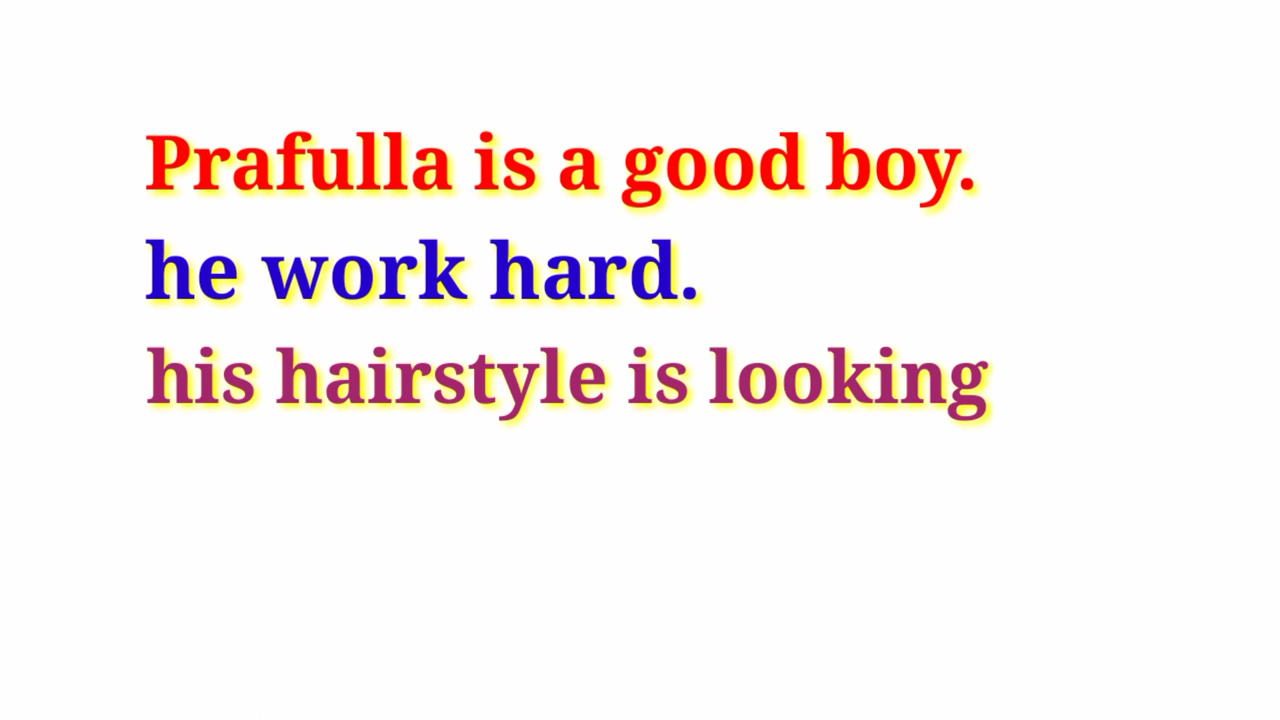 Prafulla is a good boy.
he work hard.
his hairstyle is looking